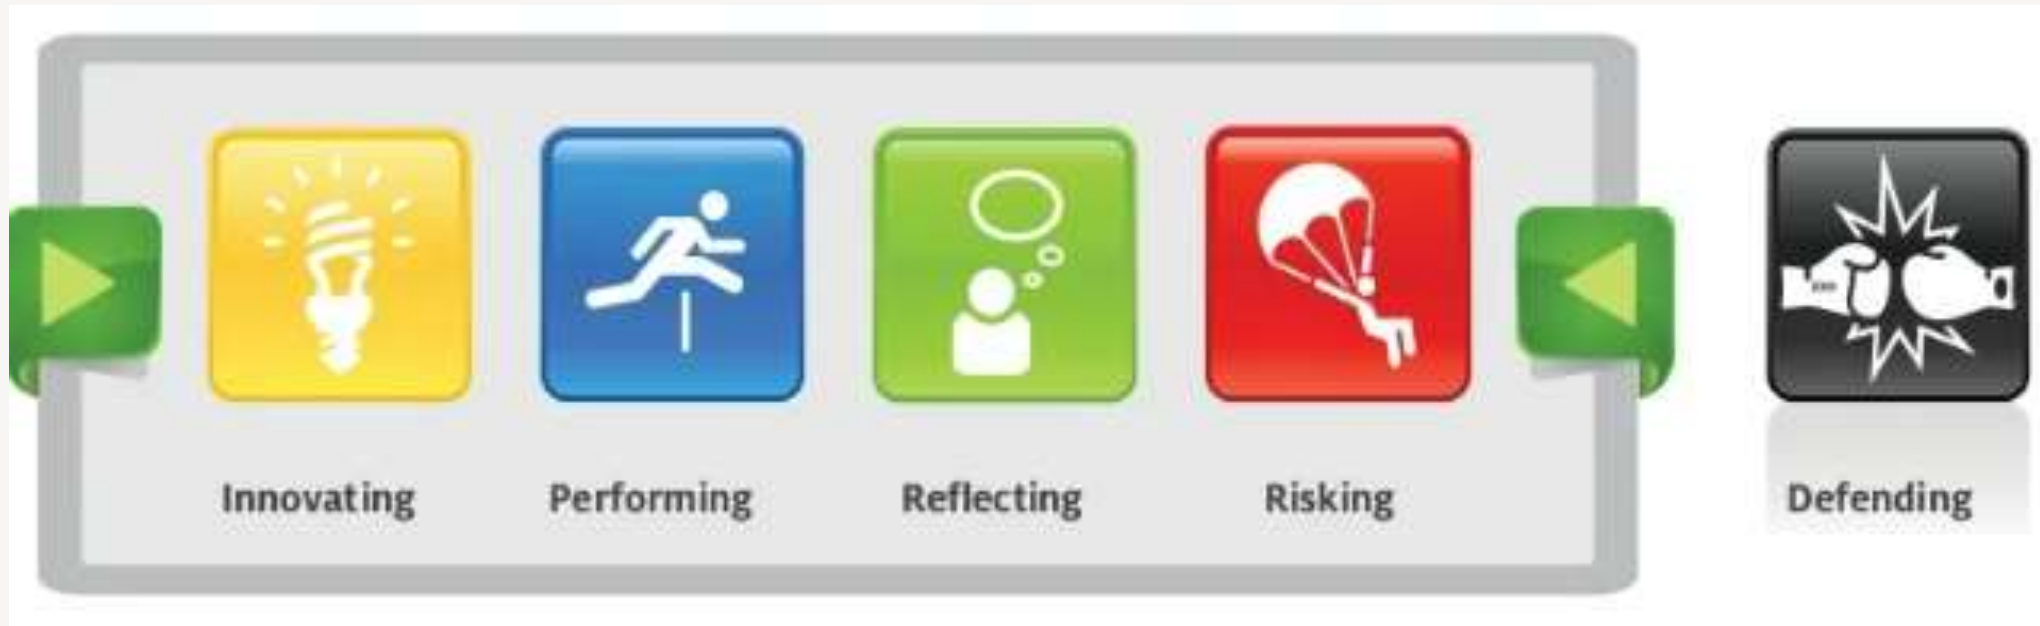 Innovating
Performing
Reflecting
Risking
Defending